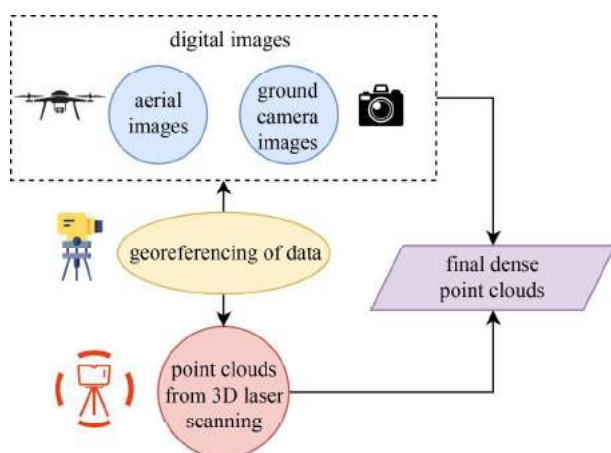 digital images
aerial
images
ground
camera
images
georeferencing of data
final dense
point clouds
point clouds
from 3D laser
scanning